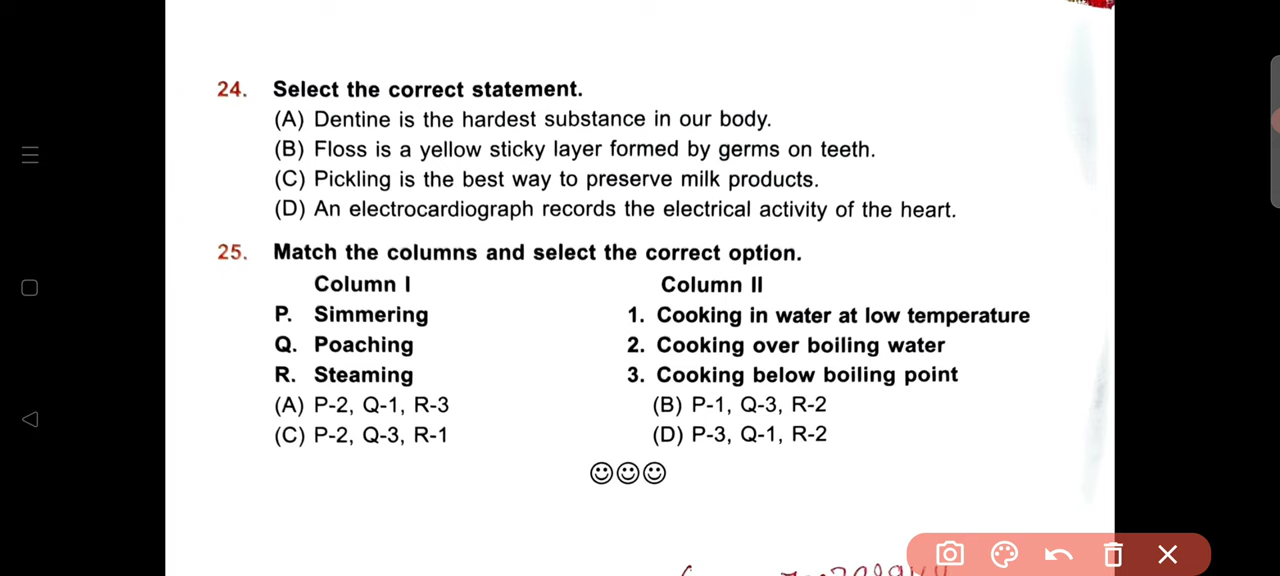 24. Select the correct statement.
(A) Dentine is the hardest substance in our body.
(B) Floss is a yellow sticky layer formed by germs on teeth.
(C) Pickling is the best way to preserve milk products.
(D) An electrocardiograph records the electrical activity of the heart.
25. Match the columns and select the correct option.
Column I Column II
P. Simmering 1. Cooking in water at low temperature
Q. Poaching 2. Cooking over boiling water
R. Steaming 3. Cooking below boiling point
(A) P-2, Q-1, R-3 (B) P-1, Q-3, R-2
(C) P-2, Q-3, R-1 (D) P-3, Q-1, R-2